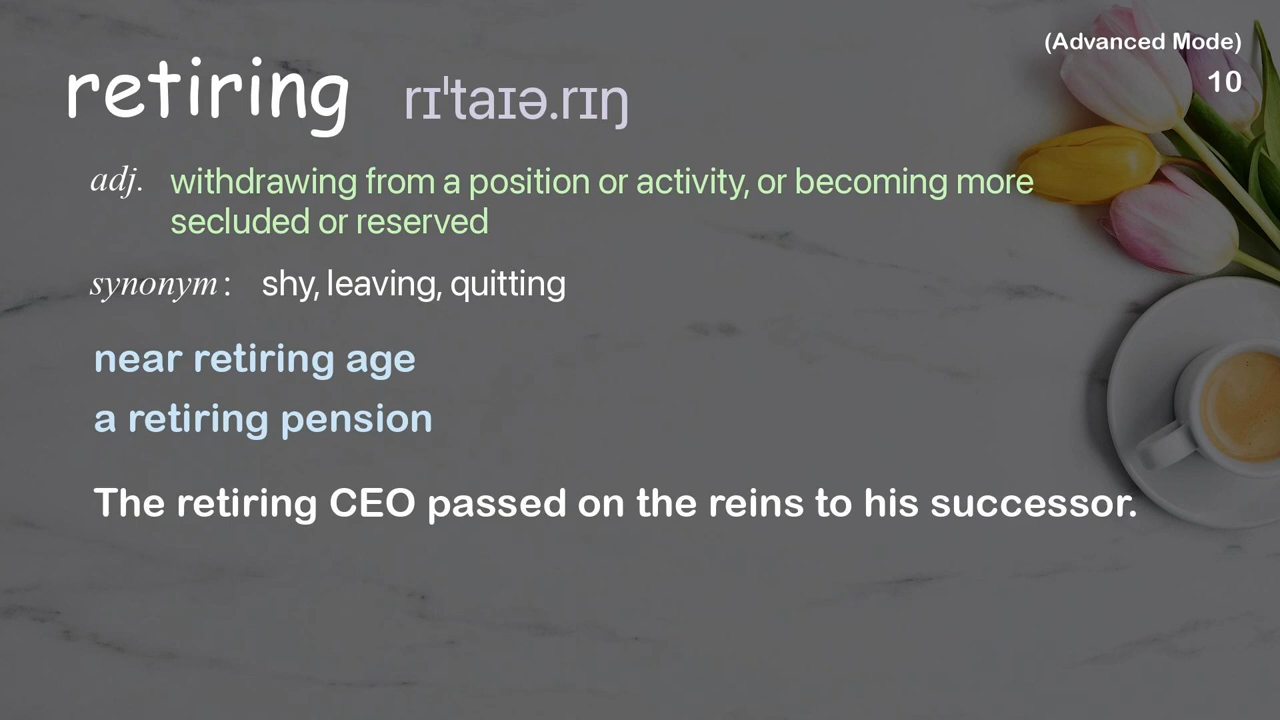 (Advanced Mode)
10
retiring rɪˈtaɪə.rɪŋ
adj. withdrawing from a position or activity, or becoming more
secluded or reserved
synonym: shy, leaving, quitting
near retiring age
a retiring pension
The retiring CEO passed on the reins to his successor.